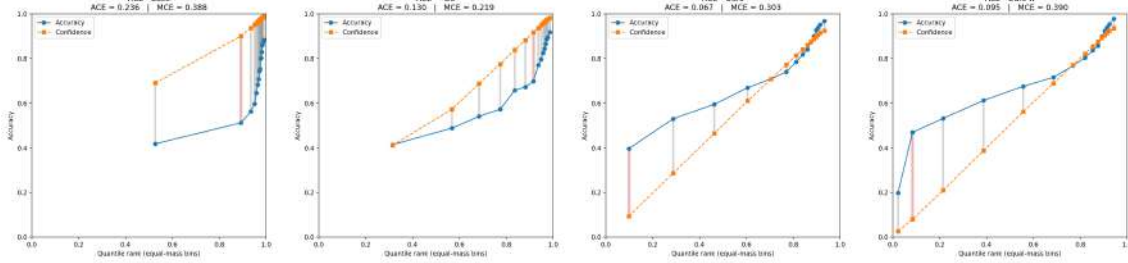 ACE = 0.236 | MCE = 0.388
Accuracy
Confidence
1.0
0.8
0.6
0.4
0.2
0.0
Accuracy
0.0 0.2 0.4 0.6 0.8 1.0
Quantile rank (equal-mass bins)
ACE = 0.130 | MCE = 0.219
Accuracy
Confidence
1.0
0.8
0.6
0.4
0.2
0.0
Accuracy
0.0 0.2 0.4 0.6 0.8 1.0
Quantile rank (equal-mass bins)
ACE = 0.067 | MCE = 0.303
Accuracy
Confidence
1.0
0.8
0.6
0.4
0.2
0.0
Accuracy
0.0 0.2 0.4 0.6 0.8 1.0
Quantile rank (equal-mass bins)
ACE = 0.095 | MCE = 0.390
Accuracy
Confidence
1.0
0.8
0.6
0.4
0.2
0.0
Accuracy
0.0 0.2 0.4 0.6 0.8 1.0
Quantile rank (equal-mass bins)